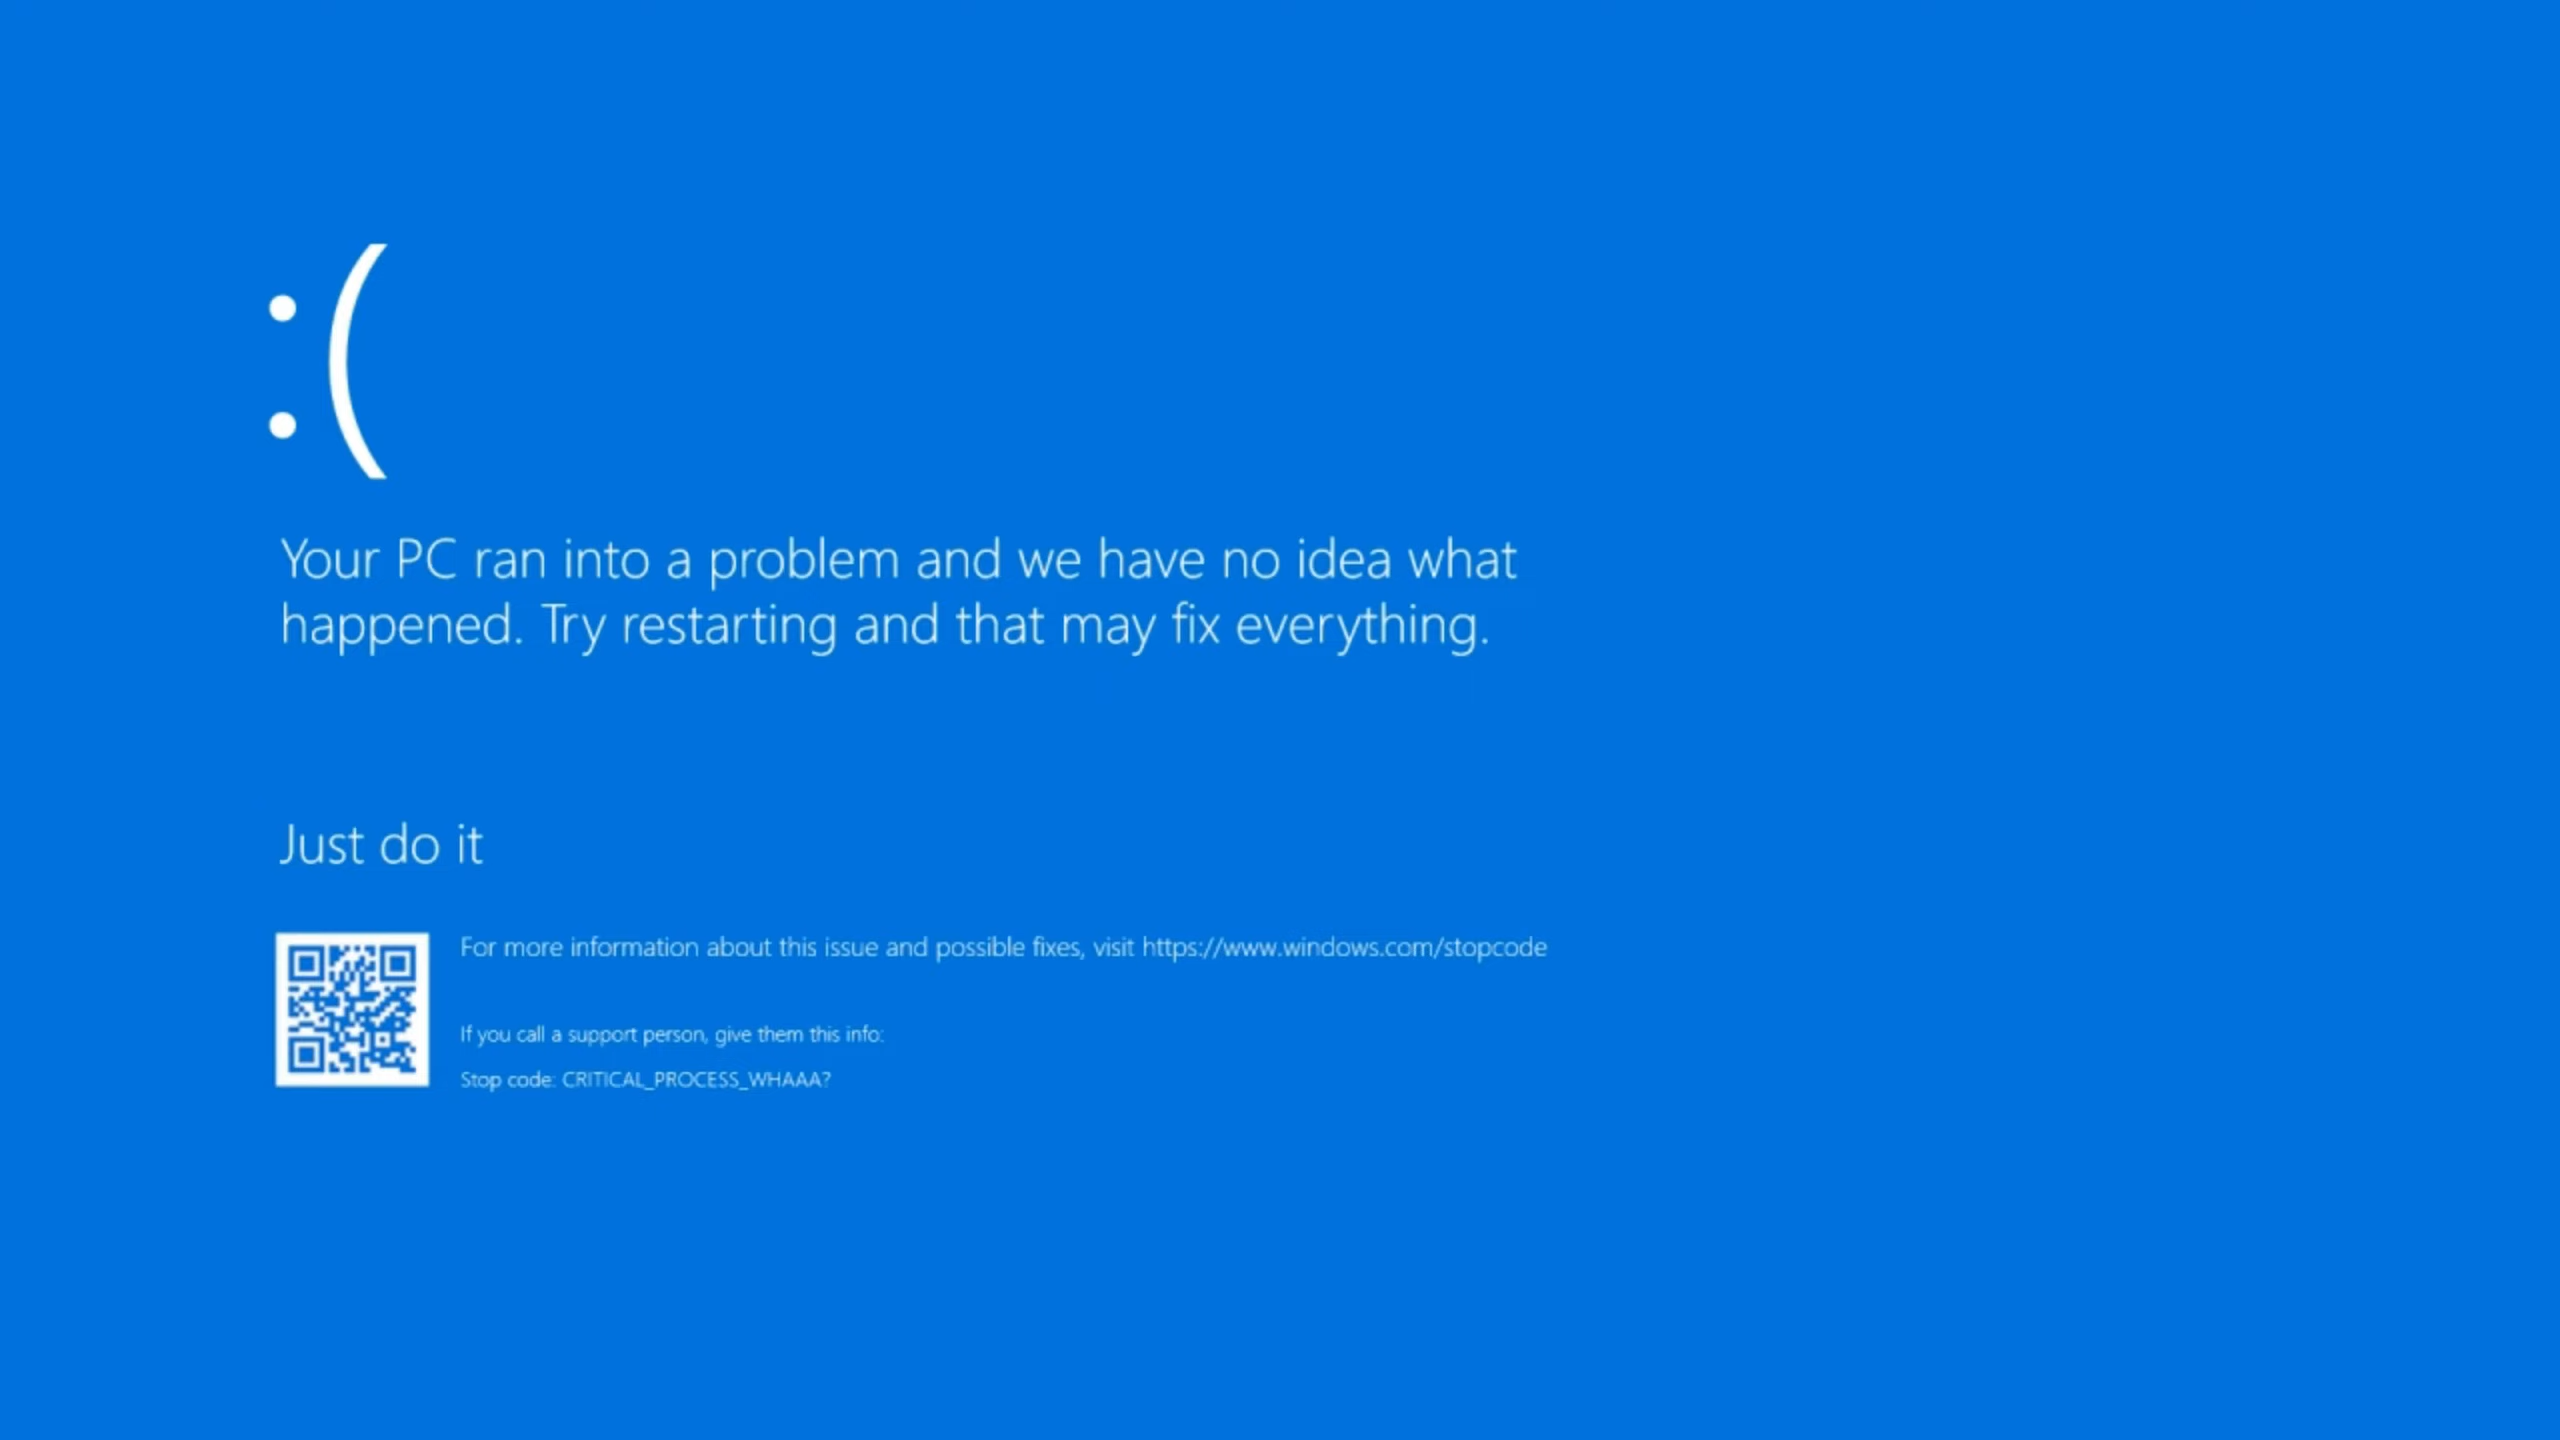 :(
Your PC ran into a problem and we have no idea what
happened. Try restarting and that may fix everything.
Just do it
For more information about this issue and possible fixes, visit https://www.windows.com/stopcode
If you call a support person, give them this info:
Stop code: CRITICAL_PROCESS_WHAAA?